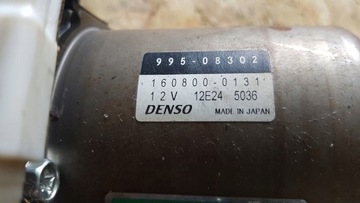 995-08302
160800-0131
12V 12E24 5036
DENSO MADE IN JAPAN